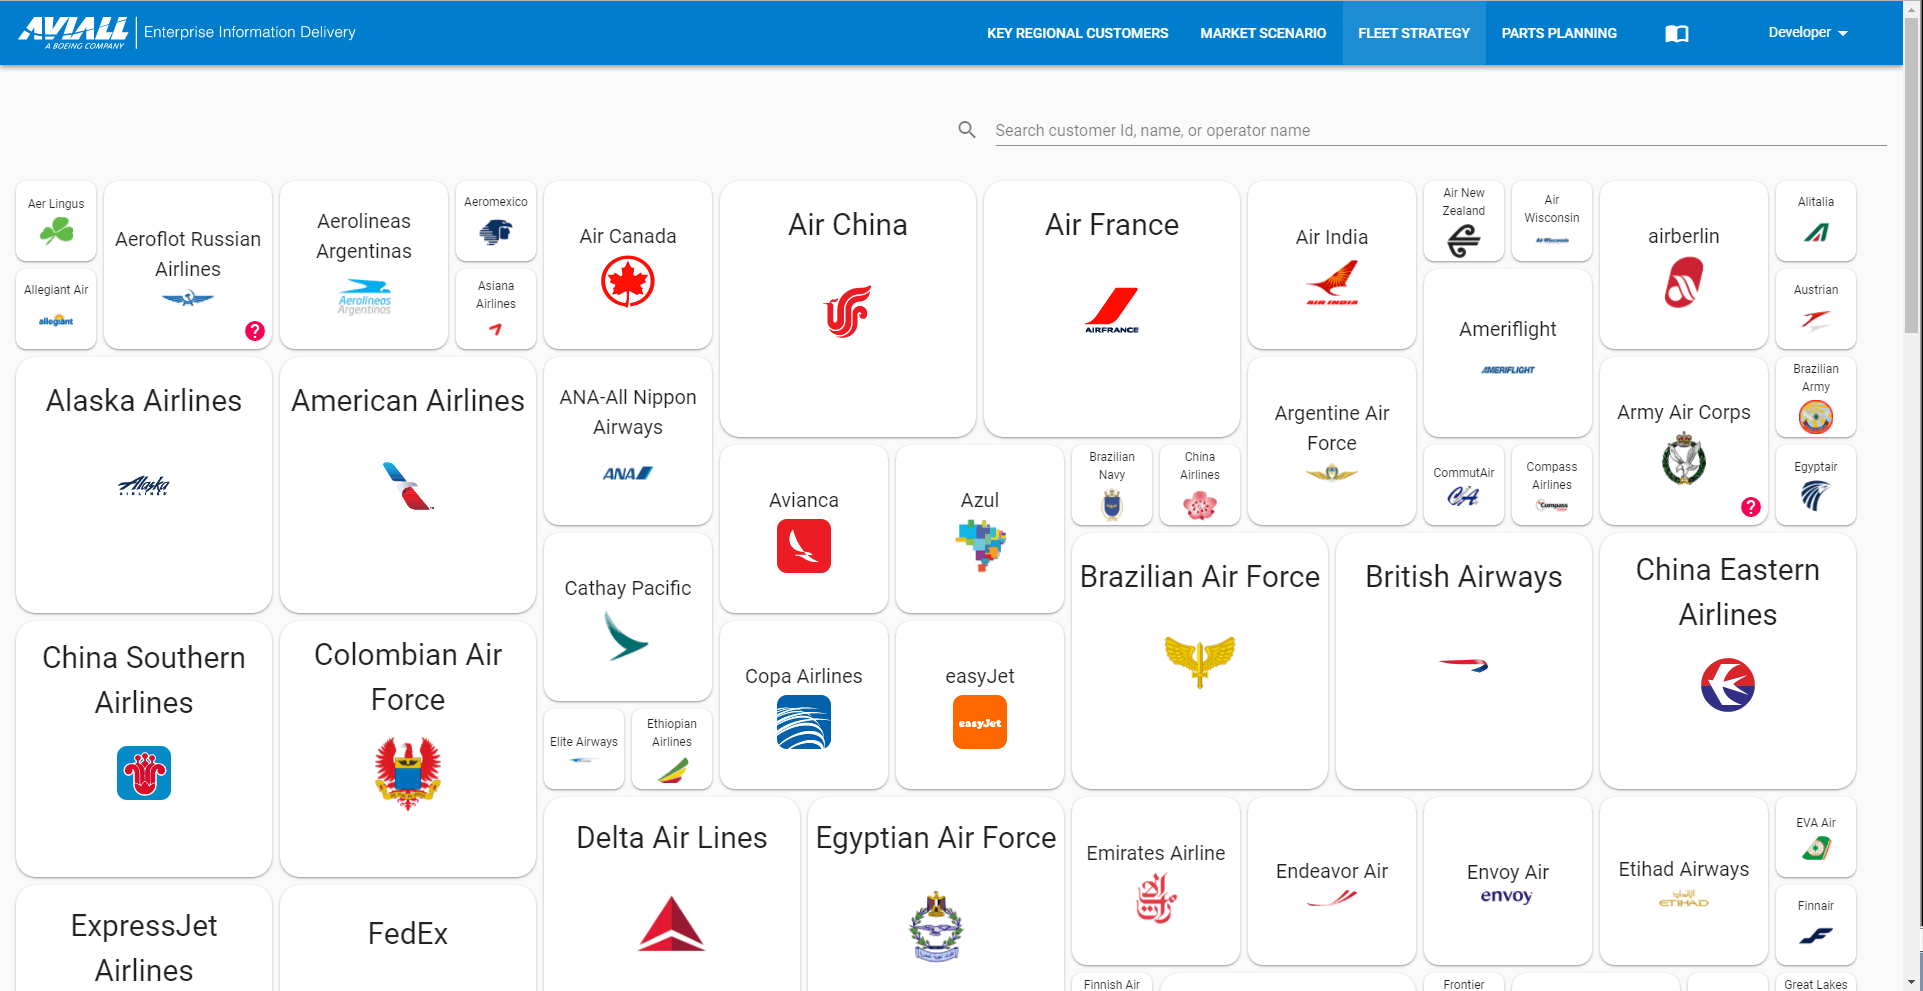 AVIALL
A BOEING COMPANY
Enterprise Information Delivery
KEY REGIONAL CUSTOMERS
MARKET SCENARIO
FLEET STRATEGY
PARTS PLANNING
Developer
Search customer Id, name, or operator name
Aer Lingus
Aeroflot Russian
Airlines
?
Aerolineas
Argentinas
Aerolineas
Argentinas
Aeromexico
Air Canada
Air China
Air France
AIRFRANCE
Air India
AIR INDIA
Air New
Zealand
Air
Wisconsin
Air Wisconsin
airberlin
Alitalia
Allegiant Air
allegiant
Asiana
Airlines
Ameriflight
AMERIFLIGHT
Austrian
Alaska Airlines
Alaska
AIRLINES
American Airlines
ANA-All Nippon
Airways
ANA
Argentine Air
Force
Army Air Corps
?
Brazilian
Army
Avianca
Azul
Brazilian
Navy
China
Airlines
CommutAir
CA
Compass
Airlines
Compass
Egyptair
Cathay Pacific
Brazilian Air Force
British Airways
China Eastern
Airlines
China Southern
Airlines
Colombian Air
Force
Copa Airlines
easyJet
easyJet
Elite Airways
Ethiopian
Airlines
Delta Air Lines
Egyptian Air Force
Emirates Airline
Endeavor Air
Envoy Air
envoy
Etihad Airways
ETIHAD
EVA Air
Finnair
ExpressJet
Airlines
FedEx
Finnish Air
Frontier
Great Lakes